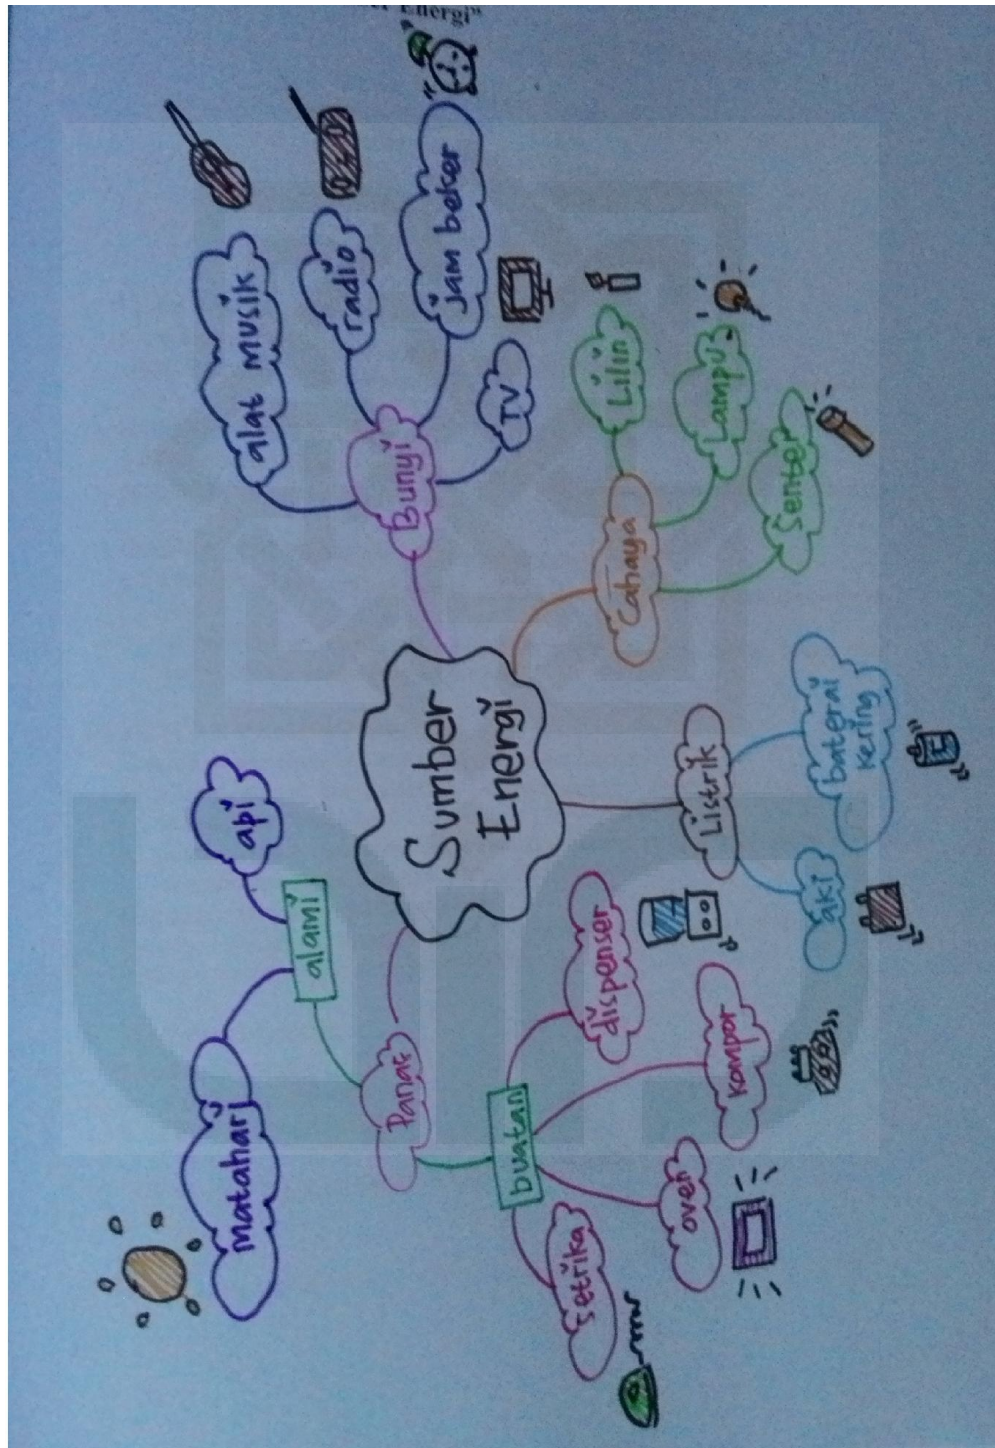 Energi"
Sumber
Energi
Bunyi
alat musik
radio
jam beker
TV
Cahaya
Lilin
Lampu
Senter
Listrik
baterai
kering
aki
Panas
alami
api
Matahari
buatan
dispenser
kompor
oven
Setrika